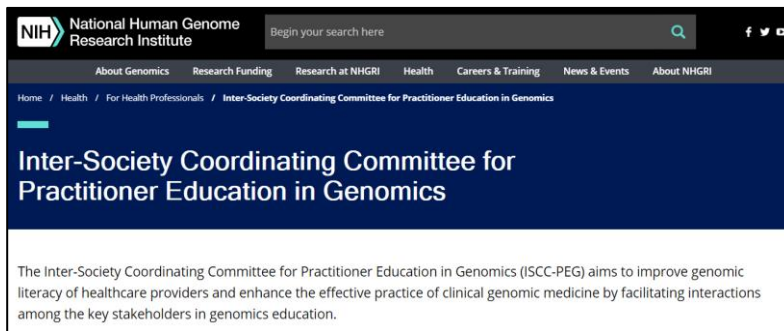 NIH National Human Genome
Research Institute
Begin your search here
About Genomics Research Funding Research at NHGRI Health Careers & Training News & Events About NHGRI
Home / Health / For Health Professionals / Inter-Society Coordinating Committee for Practitioner Education in Genomics
Inter-Society Coordinating Committee for
Practitioner Education in Genomics
The Inter-Society Coordinating Committee for Practitioner Education in Genomics (ISCC-PEG) aims to improve genomic
literacy of healthcare providers and enhance the effective practice of clinical genomic medicine by facilitating interactions
among the key stakeholders in genomics education.